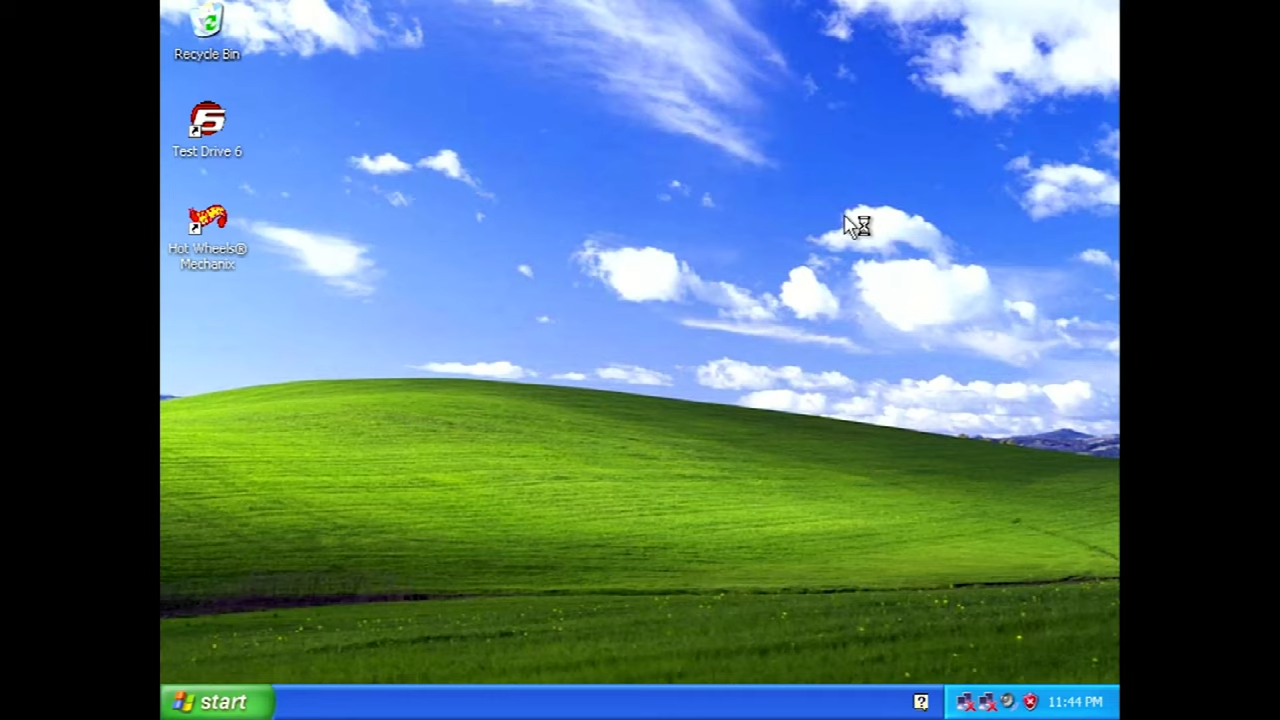 Recycle Bin
Test Drive 6
Hot Wheels®
Mechanix
start
?
11:44 PM